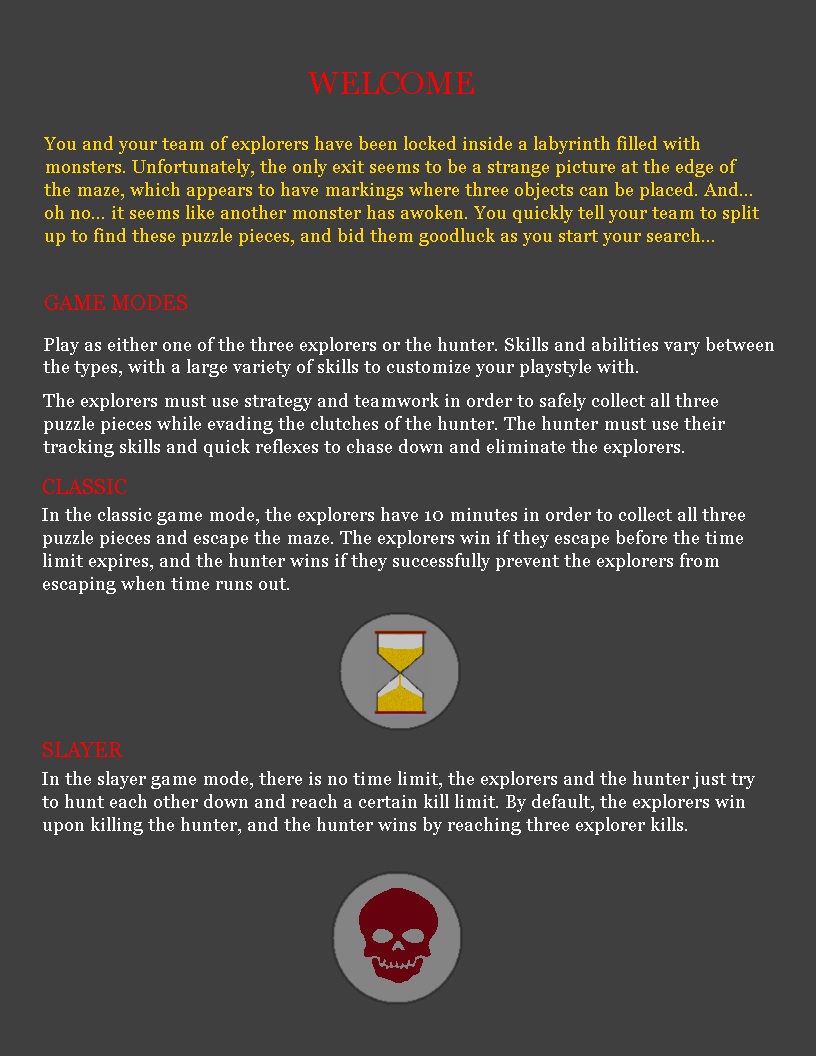 WELCOME
You and your team of explorers have been locked inside a labyrinth filled with
monsters. Unfortunately, the only exit seems to be a strange picture at the edge of
the maze, which appears to have markings where three objects can be placed. And...
oh no... it seems like another monster has awoken. You quickly tell your team to split
up to find these puzzle pieces, and bid them goodluck as you start your search...
GAME MODES
Play as either one of the three explorers or the hunter. Skills and abilities vary between
the types, with a large variety of skills to customize your playstyle with.
The explorers must use strategy and teamwork in order to safely collect all three
puzzle pieces while evading the clutches of the hunter. The hunter must use their
tracking skills and quick reflexes to chase down and eliminate the explorers.
CLASSIC
In the classic game mode, the explorers have 10 minutes in order to collect all three
puzzle pieces and escape the maze. The explorers win if they escape before the time
limit expires, and the hunter wins if they successfully prevent the explorers from
escaping when time runs out.
SLAYER
In the slayer game mode, there is no time limit, the explorers and the hunter just try
to hunt each other down and reach a certain kill limit. By default, the explorers win
upon killing the hunter, and the hunter wins by reaching three explorer kills.